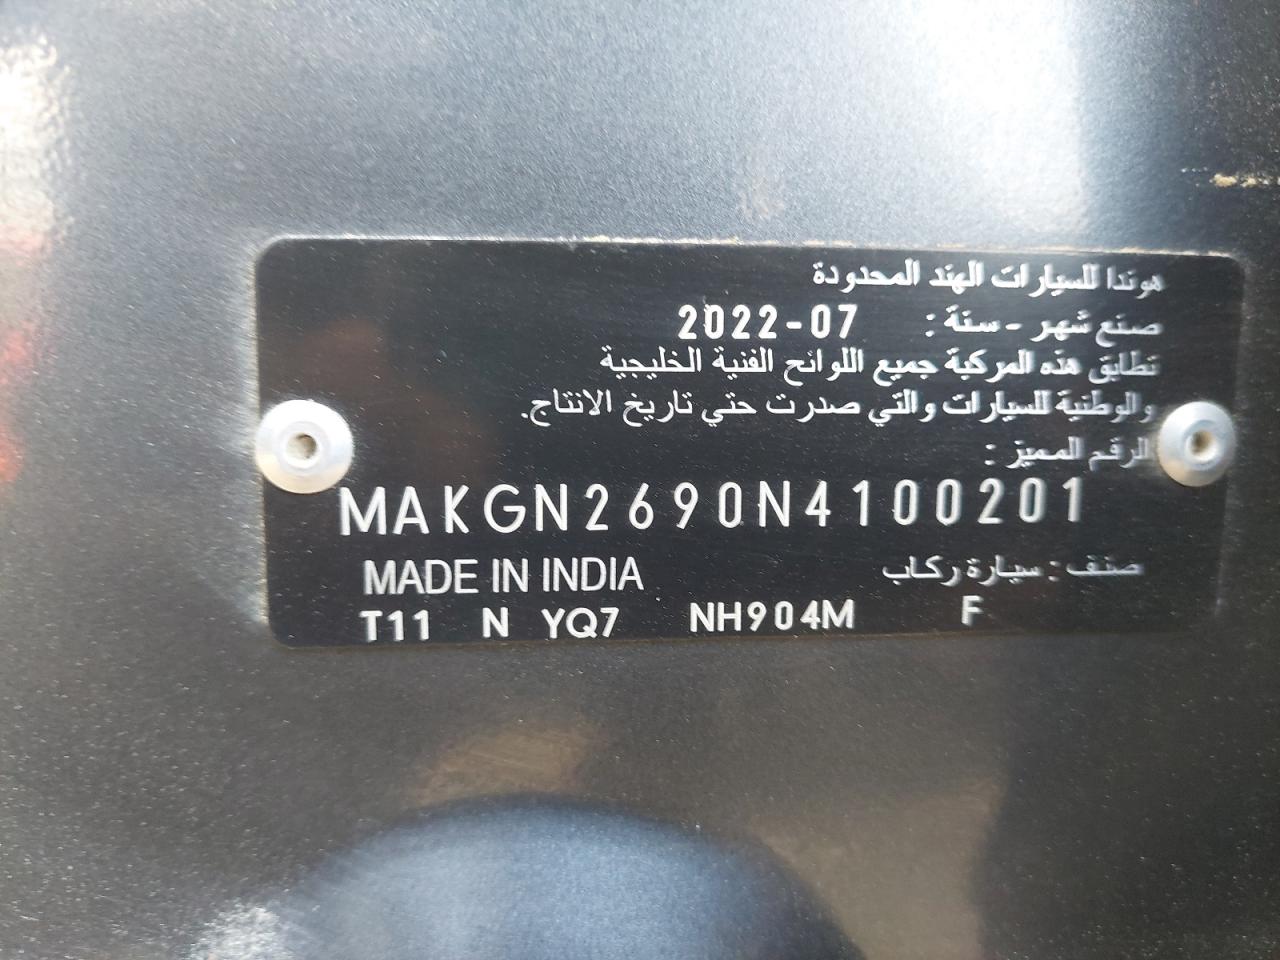 هوندا للسيارات الهند المحدودة
صنع شهر - سنة : 2022-07
تطابق هذه المركبة جميع اللوائح الفنية الخليجية
والوطنية للسيارات والتي صدرت حتي تاريخ الانتاج.
الرقم المميز :
MAKGN2690N4100201
MADE IN INDIA صنف : سيارة ركاب
T11 N YQ7 NH904M F